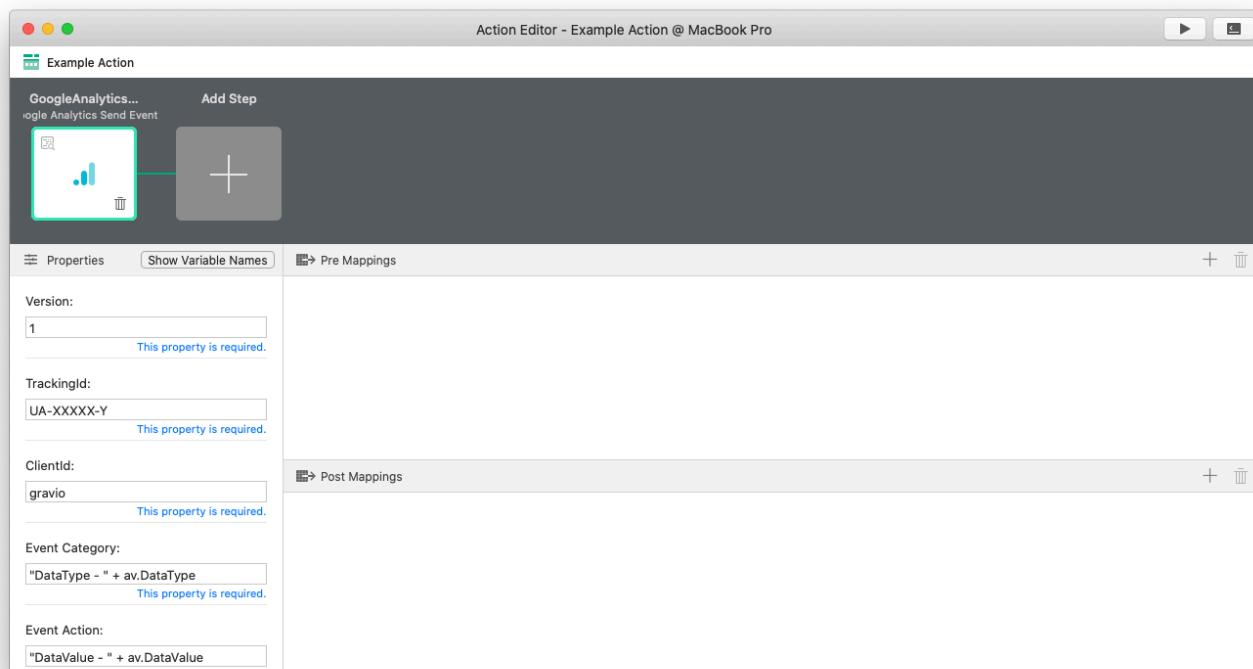 Action Editor - Example Action @ MacBook Pro
Example Action
GoogleAnalytics... Add Step
ogle Analytics Send Event
Properties Show Variable Names Pre Mappings
Version:
1
This property is required.
TrackingId:
UA-XXXXX-Y
This property is required.
Post Mappings
ClientId:
gravio
This property is required.
Event Category:
"DataType - " + av.DataType
This property is required.
Event Action:
"DataValue - " + av.DataValue